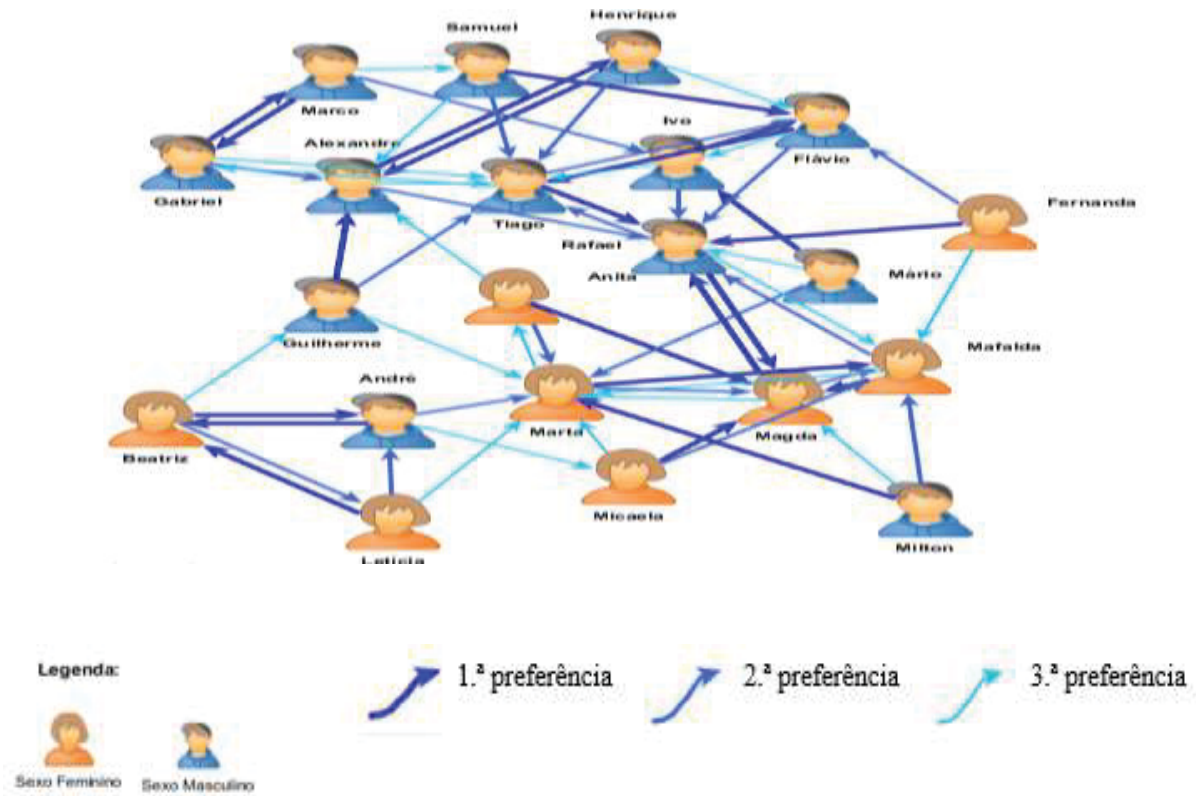 Henrique
Samuel
Marco
Ivo
Alexandre
Flávio
Gabriel
Fernanda
Tiago
Rafael
Anita
Mário
Guilherme
Mafalda
André
Marta
Magda
Beatriz
Micaela
Milton
Letícia
Legenda:
1.ª preferência
2.ª preferência
3.ª preferência
Sexo Feminino
Sexo Masculino